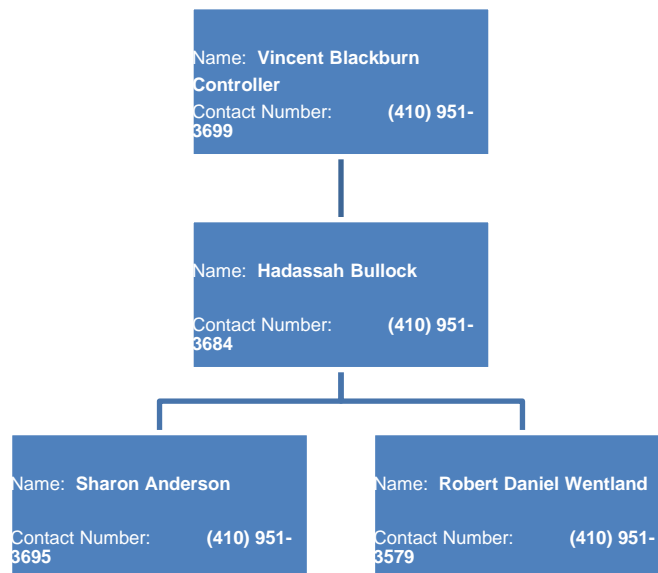 Name: Vincent Blackburn
Controller
Contact Number: (410) 951-
3699
Name: Hadassah Bullock
Contact Number: (410) 951-
3684
Name: Sharon Anderson
Contact Number: (410) 951-
3695
Name: Robert Daniel Wentland
Contact Number: (410) 951-
3579